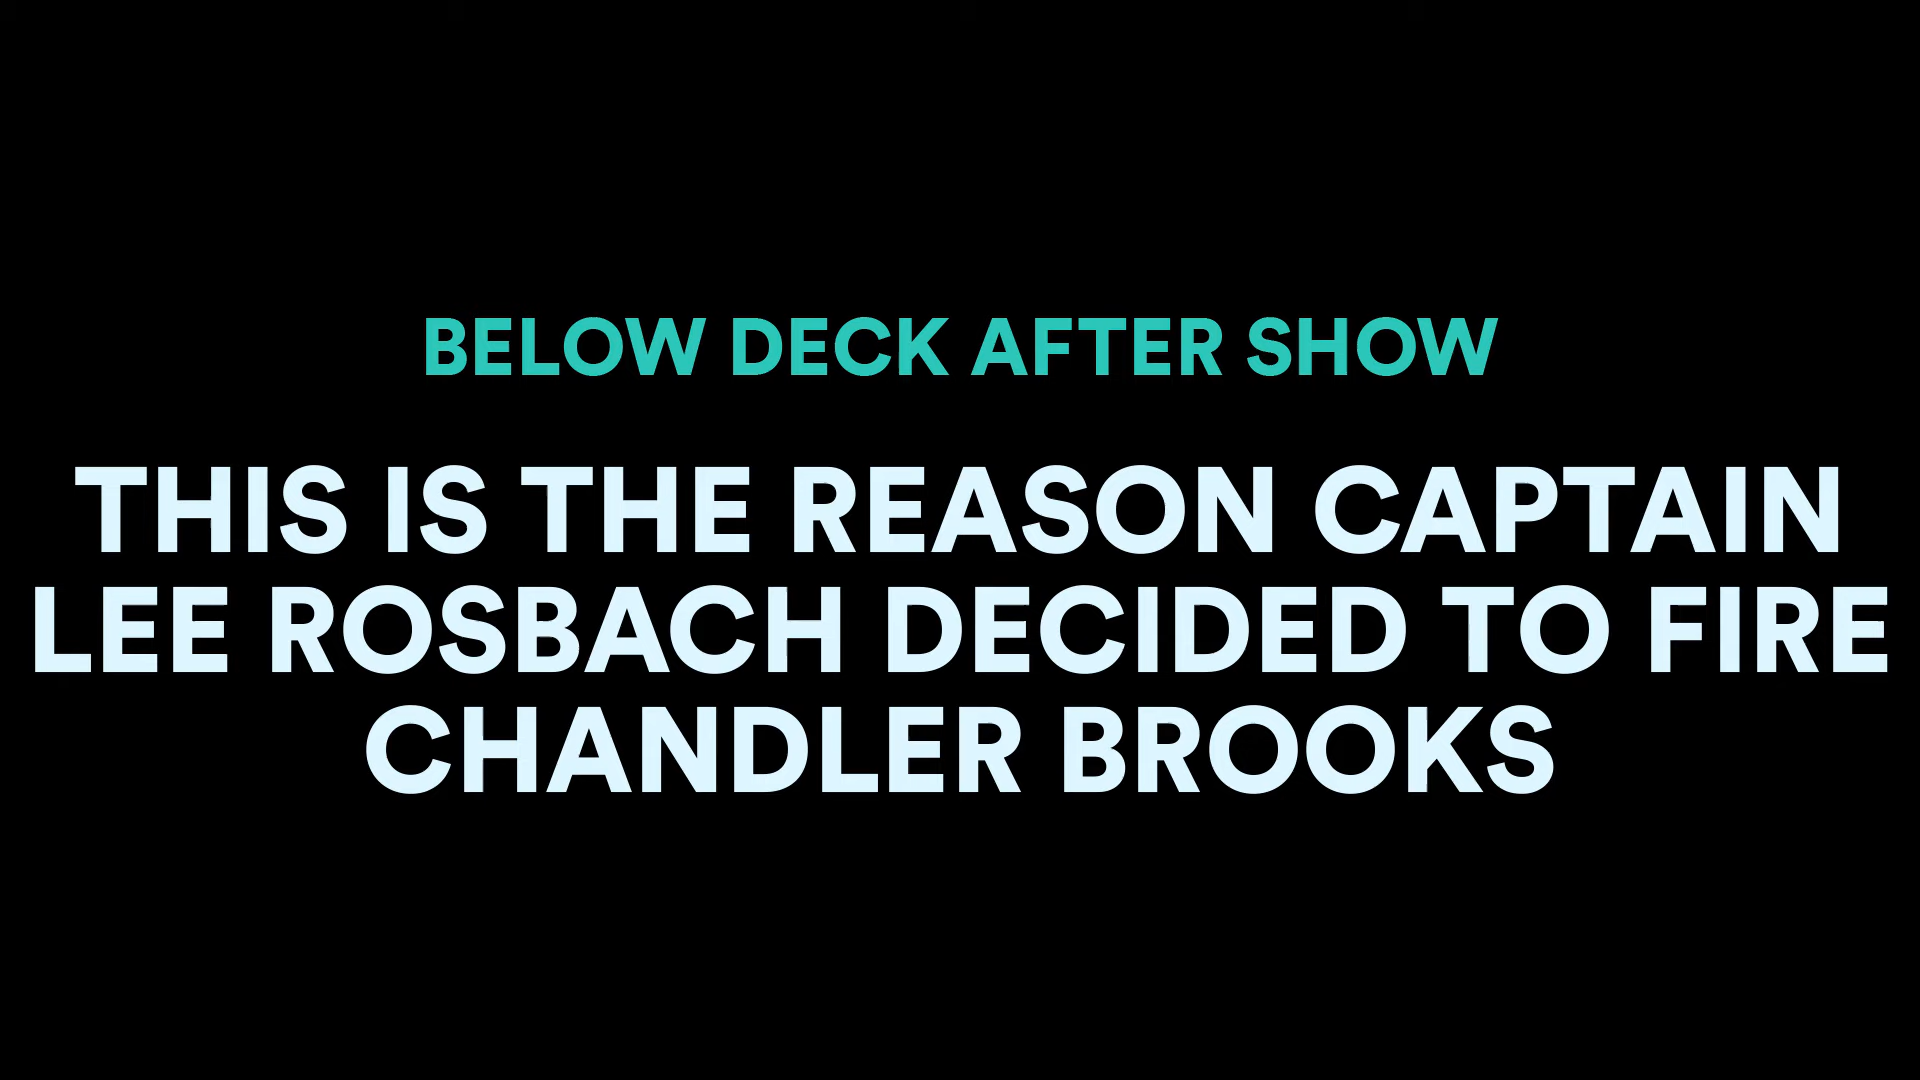 BELOW DECK AFTER SHOW
THIS IS THE REASON CAPTAIN
LEE ROSBACH DECIDED TO FIRE
CHANDLER BROOKS